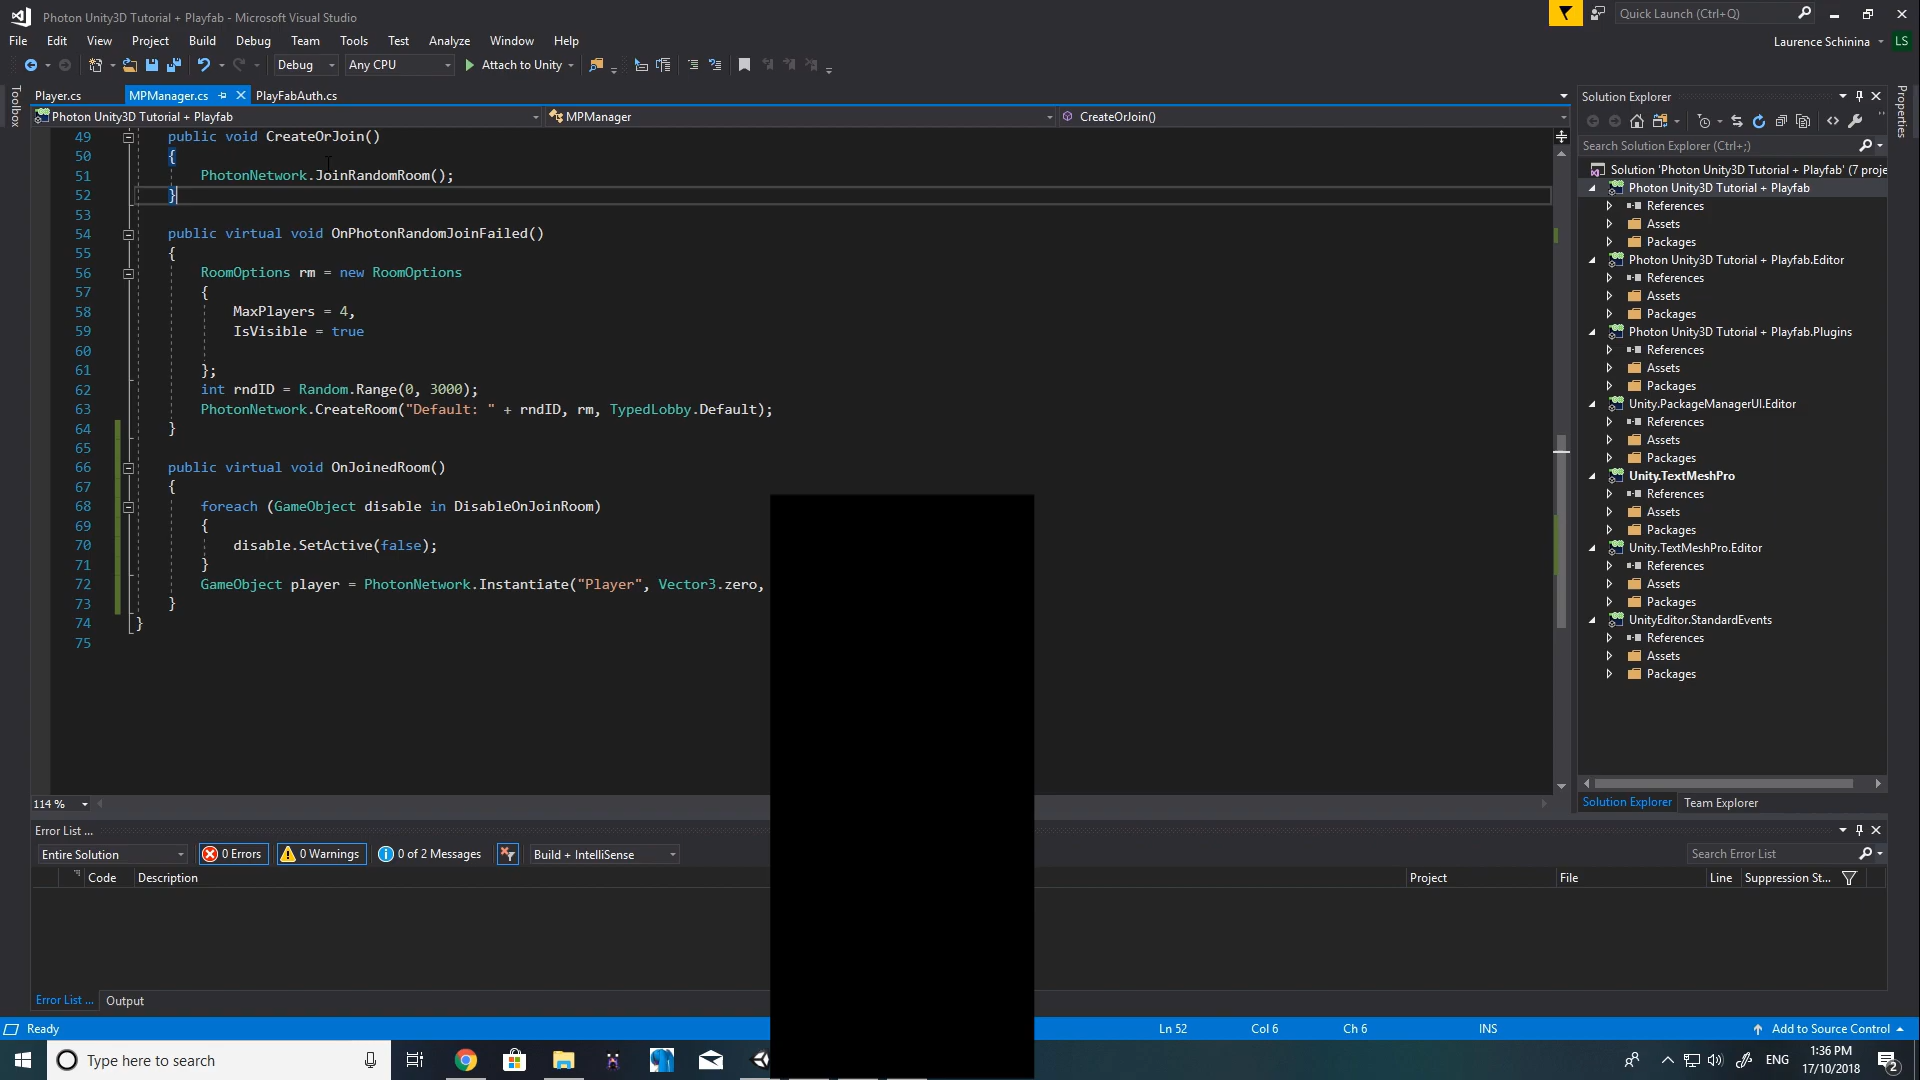 Photon Unity3D Tutorial + Playfab - Microsoft Visual Studio
Quick Launch (Ctrl+Q)
File Edit View Project Build Debug Team Tools Test Analyze Window Help
Laurence Schinina LS
Debug Any CPU Attach to Unity
Toolbox
Player.cs MPManager.cs PlayFabAuth.cs
Photon Unity3D Tutorial + Playfab MPManager CreateOrJoin()
49 public void CreateOrJoin()
50 {
51 PhotonNetwork.JoinRandomRoom();
52 }
53
54 public virtual void OnPhotonRandomJoinFailed()
55 {
56 RoomOptions rm = new RoomOptions
57 {
58 MaxPlayers = 4,
59 IsVisible = true
60
61 };
62 int rndID = Random.Range(0, 3000);
63 PhotonNetwork.CreateRoom("Default: " + rndID, rm, TypedLobby.Default);
64 }
65
66 public virtual void OnJoinedRoom()
67 {
68 foreach (GameObject disable in DisableOnJoinRoom)
69 {
70 disable.SetActive(false);
71 }
72 GameObject player = PhotonNetwork.Instantiate("Player", Vector3.zero,
73 }
74 }
75
114 %
Solution Explorer
Properties
Search Solution Explorer (Ctrl+;)
Solution 'Photon Unity3D Tutorial + Playfab' (7 proje
Photon Unity3D Tutorial + Playfab
References
Assets
Packages
Photon Unity3D Tutorial + Playfab.Editor
References
Assets
Packages
Photon Unity3D Tutorial + Playfab.Plugins
References
Assets
Packages
Unity.PackageManagerUI.Editor
References
Assets
Packages
Unity.TextMeshPro
References
Assets
Packages
Unity.TextMeshPro.Editor
References
Assets
Packages
UnityEditor.StandardEvents
References
Assets
Packages
Solution Explorer Team Explorer
Error List ...
Entire Solution 0 Errors 0 Warnings 0 of 2 Messages Build + IntelliSense Search Error List
Code Description Project File Line Suppression St...
Error List ... Output
Ready Ln 52 Col 6 Ch 6 INS Add to Source Control
Type here to search
ENG
1:36 PM
17/10/2018
2